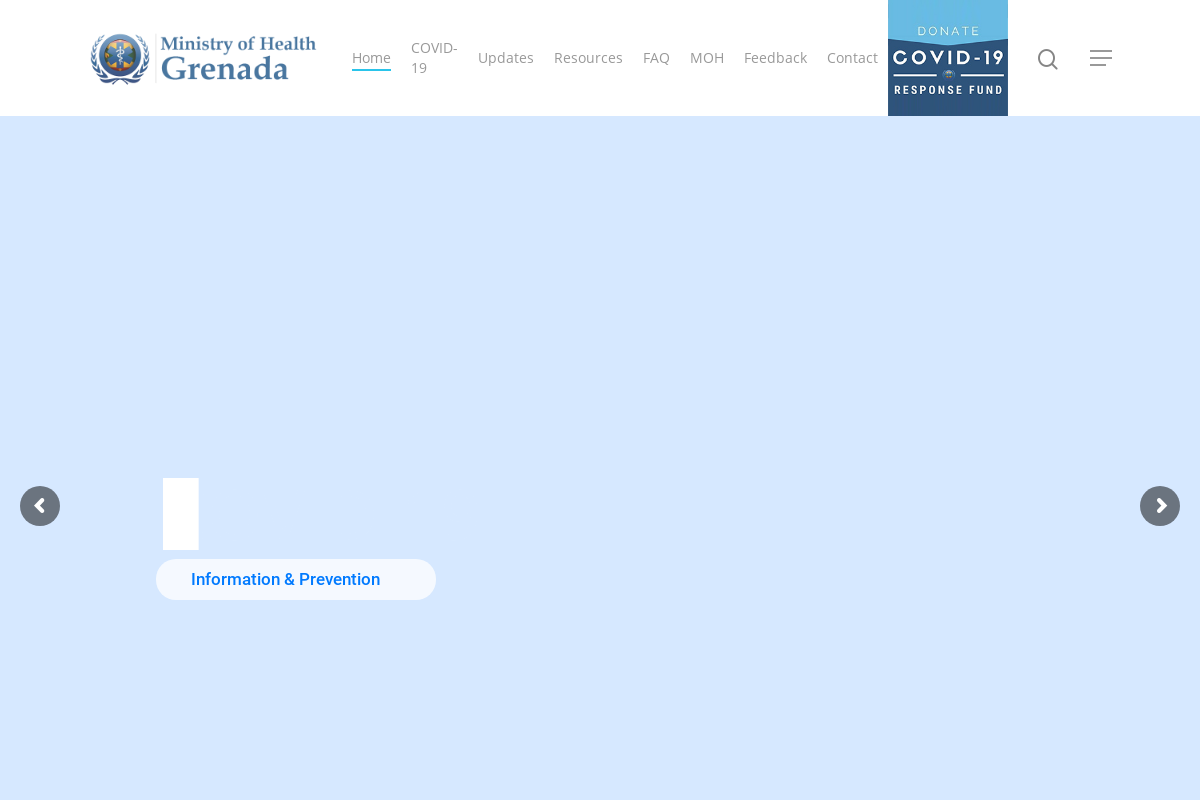 Ministry of Health
Grenada
Home
COVID-
19
Updates
Resources
FAQ
MOH
Feedback
Contact
DONATE
COVID-19
RESPONSE FUND
Information & Prevention